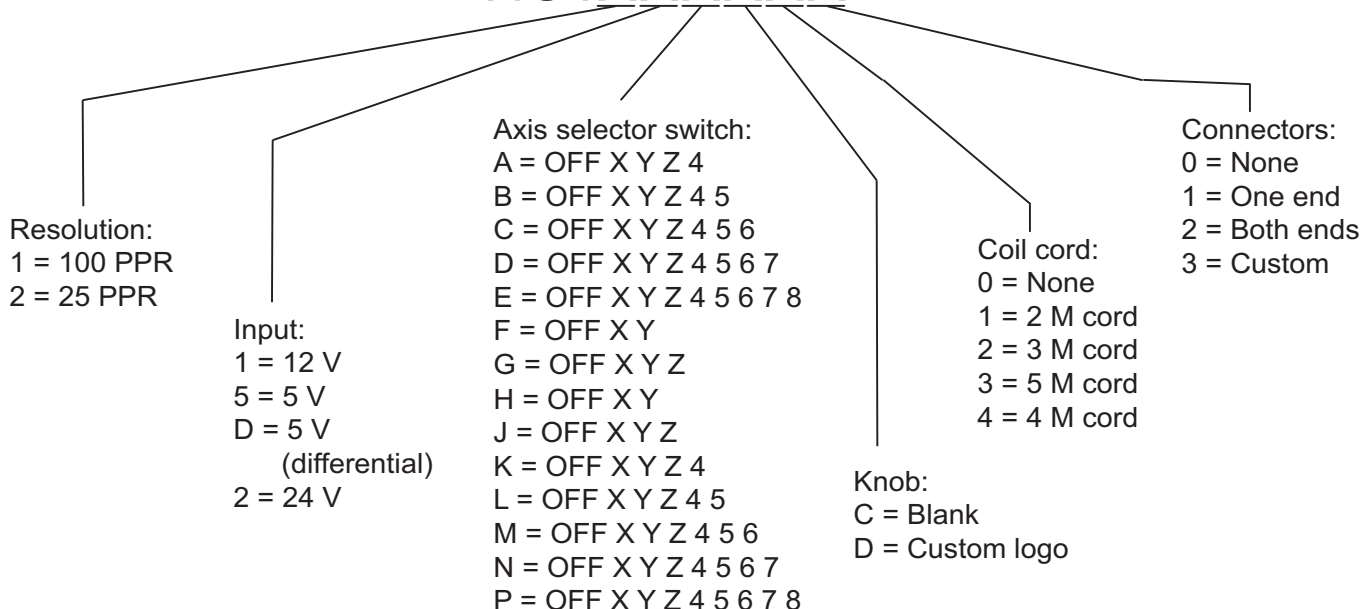 Resolution:
1 = 100 PPR
2 = 25 PPR
Input:
1 = 12 V
5 = 5 V
D = 5 V
(differential)
2 = 24 V
Axis selector switch:
A = OFF X Y Z 4
B = OFF X Y Z 4 5
C = OFF X Y Z 4 5 6
D = OFF X Y Z 4 5 6 7
E = OFF X Y Z 4 5 6 7 8
F = OFF X Y
G = OFF X Y Z
H = OFF X Y
J = OFF X Y Z
K = OFF X Y Z 4
L = OFF X Y Z 4 5
M = OFF X Y Z 4 5 6
N = OFF X Y Z 4 5 6 7
P = OFF X Y Z 4 5 6 7 8
Knob:
C = Blank
D = Custom logo
Coil cord:
0 = None
1 = 2 M cord
2 = 3 M cord
3 = 5 M cord
4 = 4 M cord
Connectors:
0 = None
1 = One end
2 = Both ends
3 = Custom